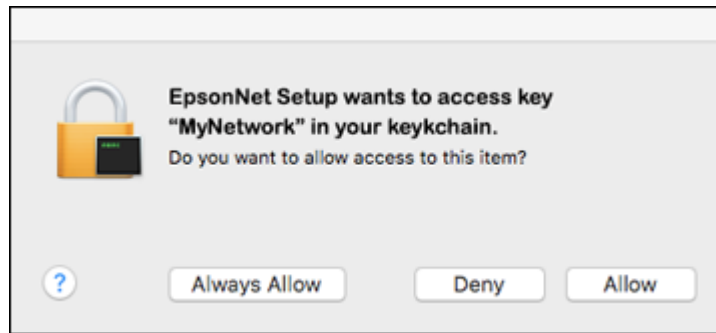 EpsonNet Setup wants to access key
“MyNetwork” in your keykchain.
Do you want to allow access to this item?
?
Always Allow
Deny
Allow